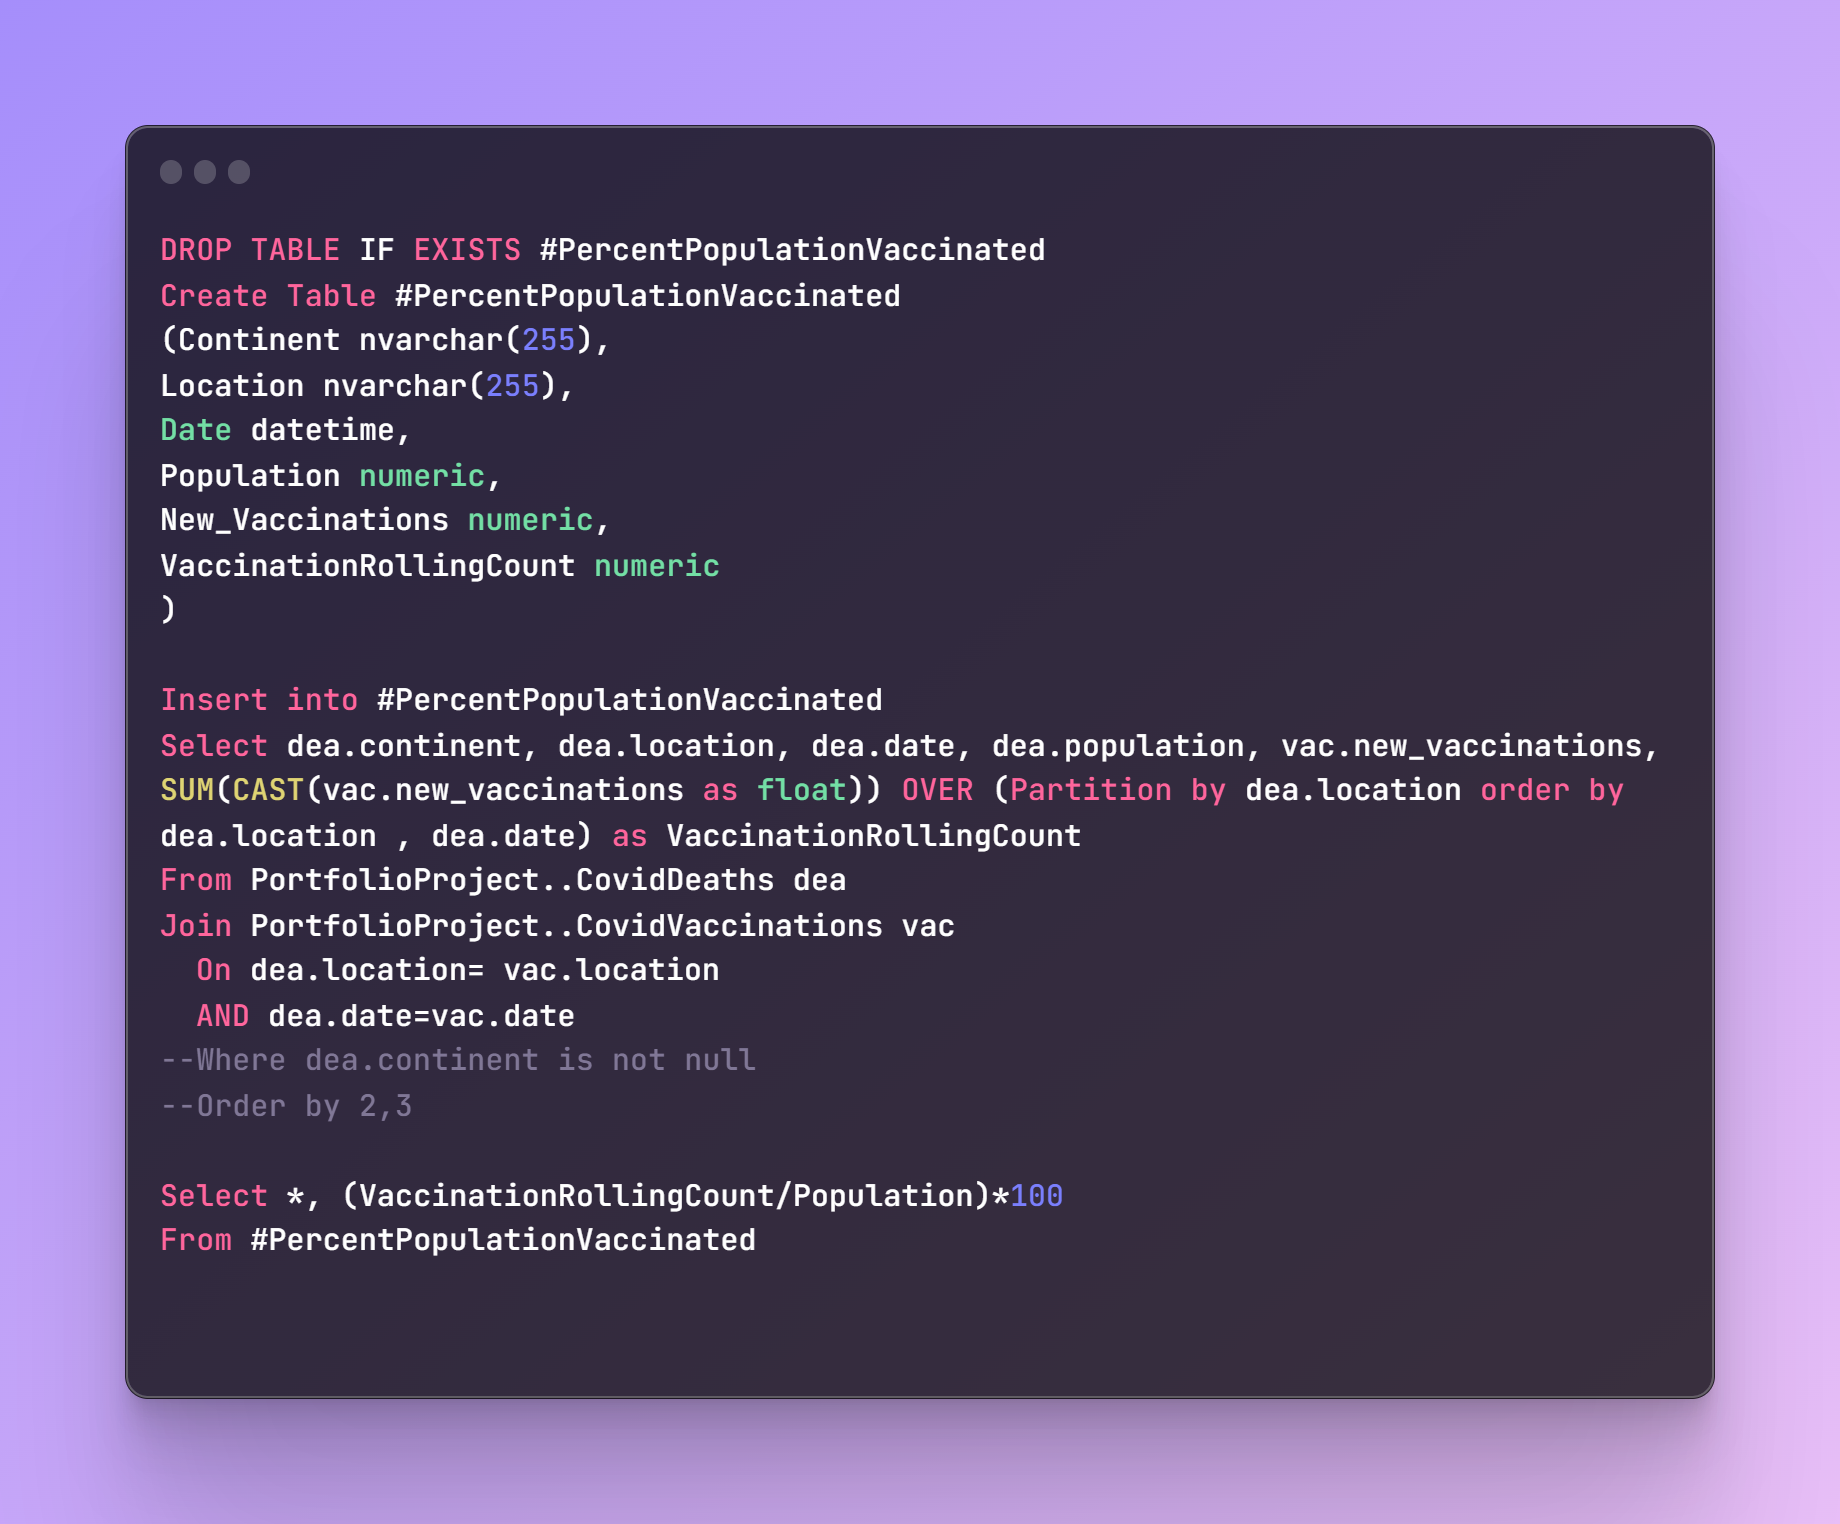 DROP TABLE IF EXISTS #PercentPopulationVaccinated
Create Table #PercentPopulationVaccinated
(Continent nvarchar(255),
Location nvarchar(255),
Date datetime,
Population numeric,
New_Vaccinations numeric,
VaccinationRollingCount numeric
)

Insert into #PercentPopulationVaccinated
Select dea.continent, dea.location, dea.date, dea.population, vac.new_vaccinations,
SUM(CAST(vac.new_vaccinations as float)) OVER (Partition by dea.location order by
dea.location , dea.date) as VaccinationRollingCount
From PortfolioProject..CovidDeaths dea
Join PortfolioProject..CovidVaccinations vac
  On dea.location= vac.location
  AND dea.date=vac.date
--Where dea.continent is not null
--Order by 2,3

Select *, (VaccinationRollingCount/Population)*100
From #PercentPopulationVaccinated